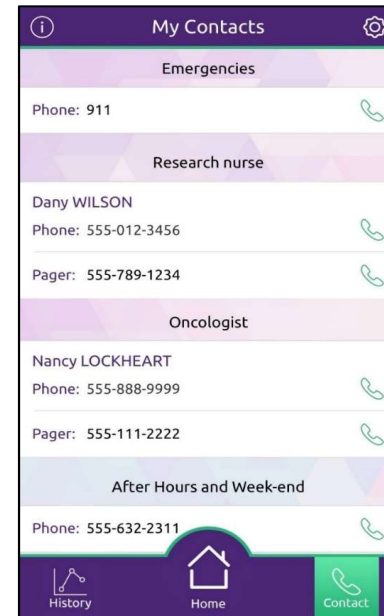 My Contacts
Emergencies
Phone: 911
Research nurse
Dany WILSON
Phone: 555-012-3456
Pager: 555-789-1234
Oncologist
Nancy LOCKHEART
Phone: 555-888-9999
Pager: 555-111-2222
After Hours and Week-end
Phone: 555-632-2311
History
Home
Contact